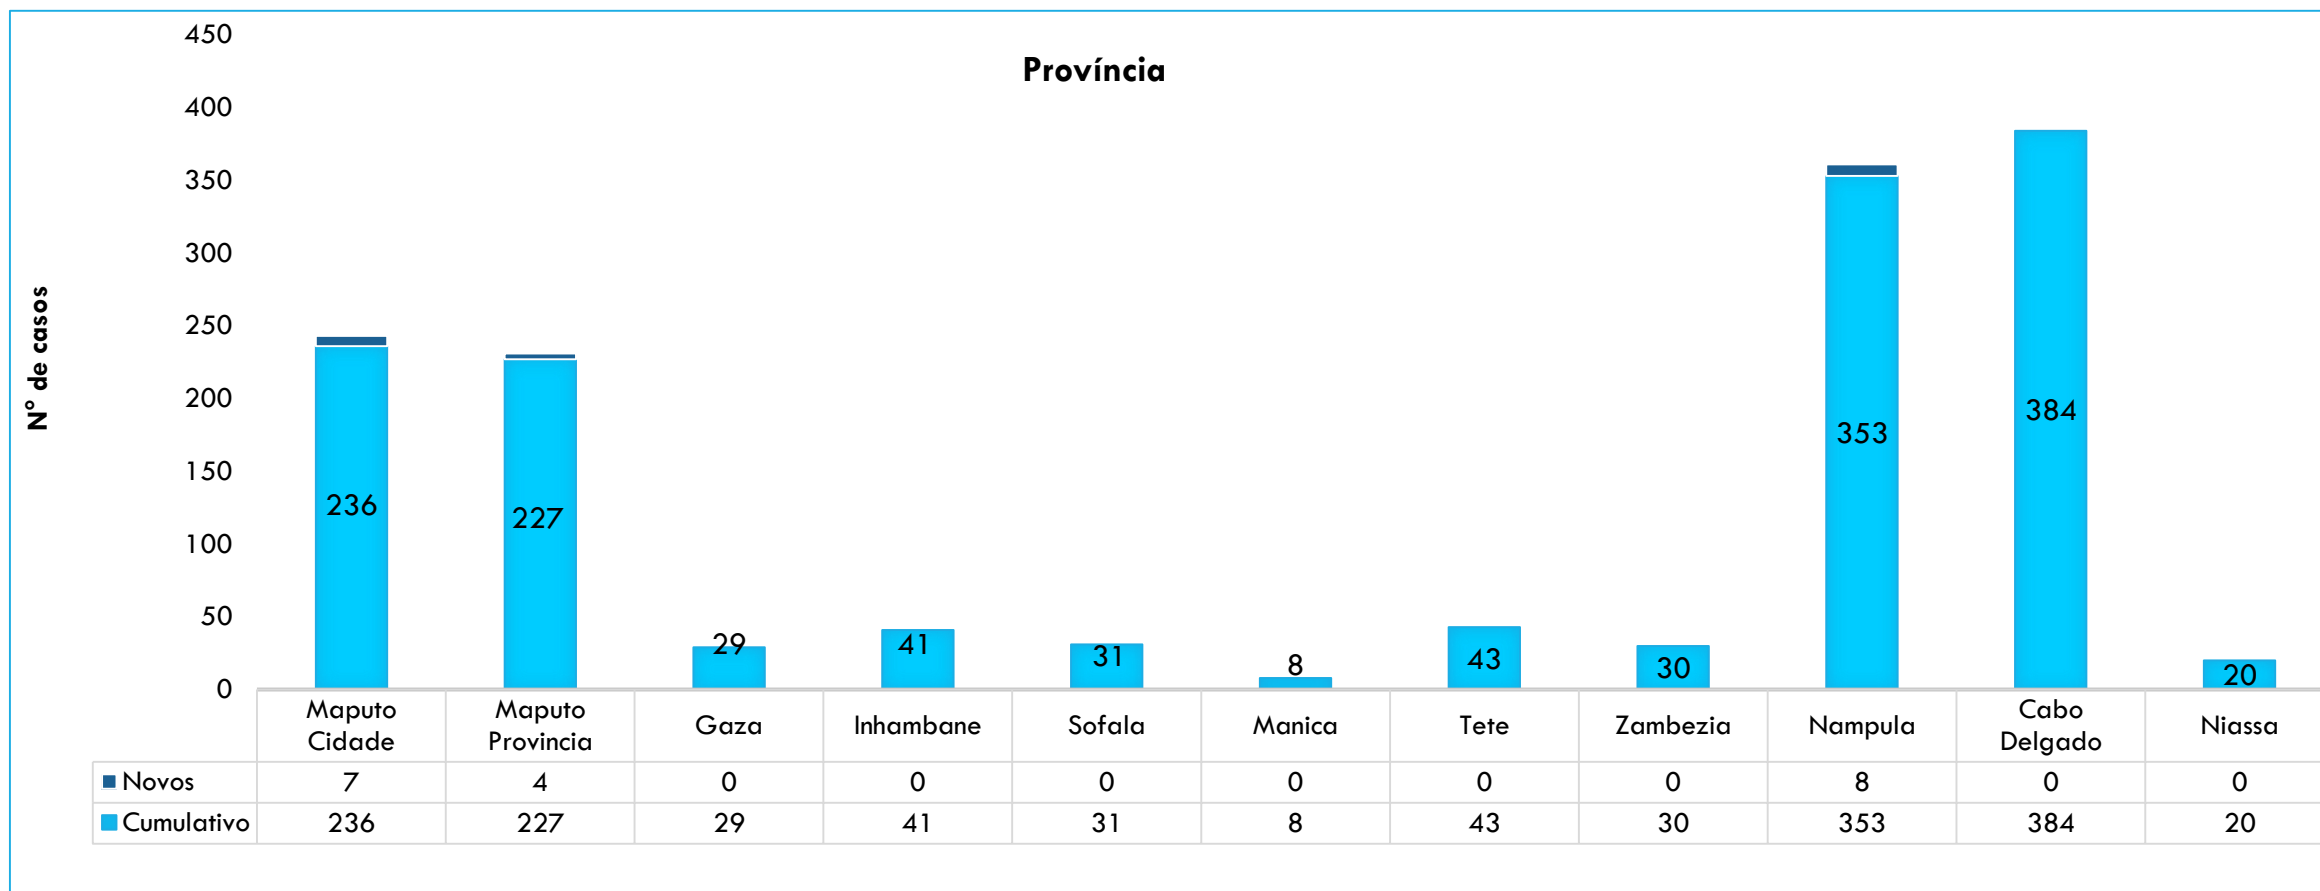 Província
N° de casos
450
400
350
300
250
200
150
100
50
0
236
227
29
41
31
8
43
30
353
384
20
Maputo Cidade
Maputo Provincia
Gaza
Inhambane
Sofala
Manica
Tete
Zambezia
Nampula
Cabo Delgado
Niassa
Novos 7 4 0 0 0 0 0 0 8 0 0
Cumulativo 236 227 29 41 31 8 43 30 353 384 20